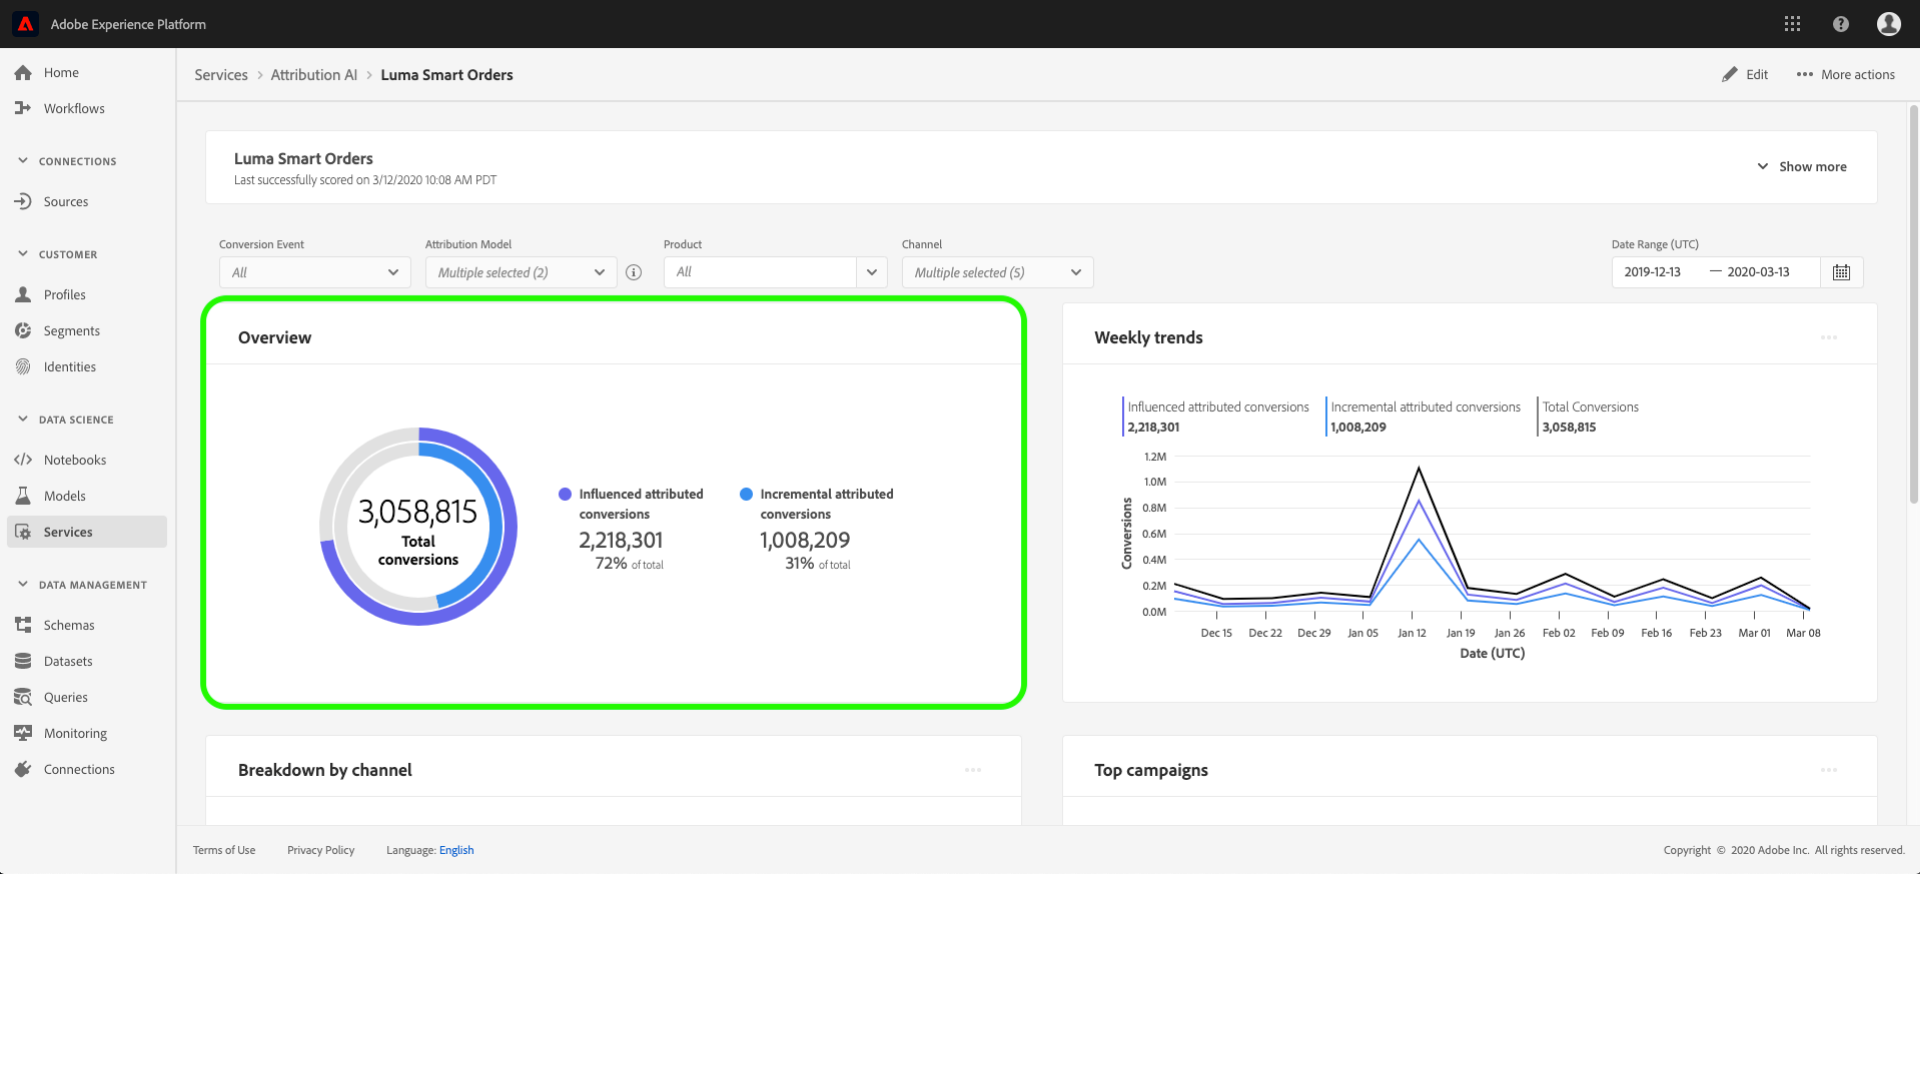 Adobe Experience Platform
Home
Workflows
CONNECTIONS
Sources
CUSTOMER
Profiles
Segments
Identities
DATA SCIENCE
Notebooks
Models
Services
DATA MANAGEMENT
Schemas
Datasets
Queries
Monitoring
Connections
Services > Attribution AI > Luma Smart Orders
Edit
More actions
Luma Smart Orders
Last successfully scored on 3/12/2020 10:08 AM PDT
Show more
Conversion Event
All
Attribution Model
Multiple selected (2)
Product
All
Channel
Multiple selected (5)
Date Range (UTC)
2019-12-13 — 2020-03-13
Overview
3,058,815
Total
conversions
Influenced attributed
conversions
2,218,301
72% of total
Incremental attributed
conversions
1,008,209
31% of total
Weekly trends
Influenced attributed conversions
2,218,301
Incremental attributed conversions
1,008,209
Total Conversions
3,058,815
Conversions
1.2M
1.0M
0.8M
0.6M
0.4M
0.2M
0.0M
Dec 15 Dec 22 Dec 29 Jan 05 Jan 12 Jan 19 Jan 26 Feb 02 Feb 09 Feb 16 Feb 23 Mar 01 Mar 08
Date (UTC)
Breakdown by channel
Top campaigns
Terms of Use
Privacy Policy
Language: English
Copyright © 2020 Adobe Inc. All rights reserved.